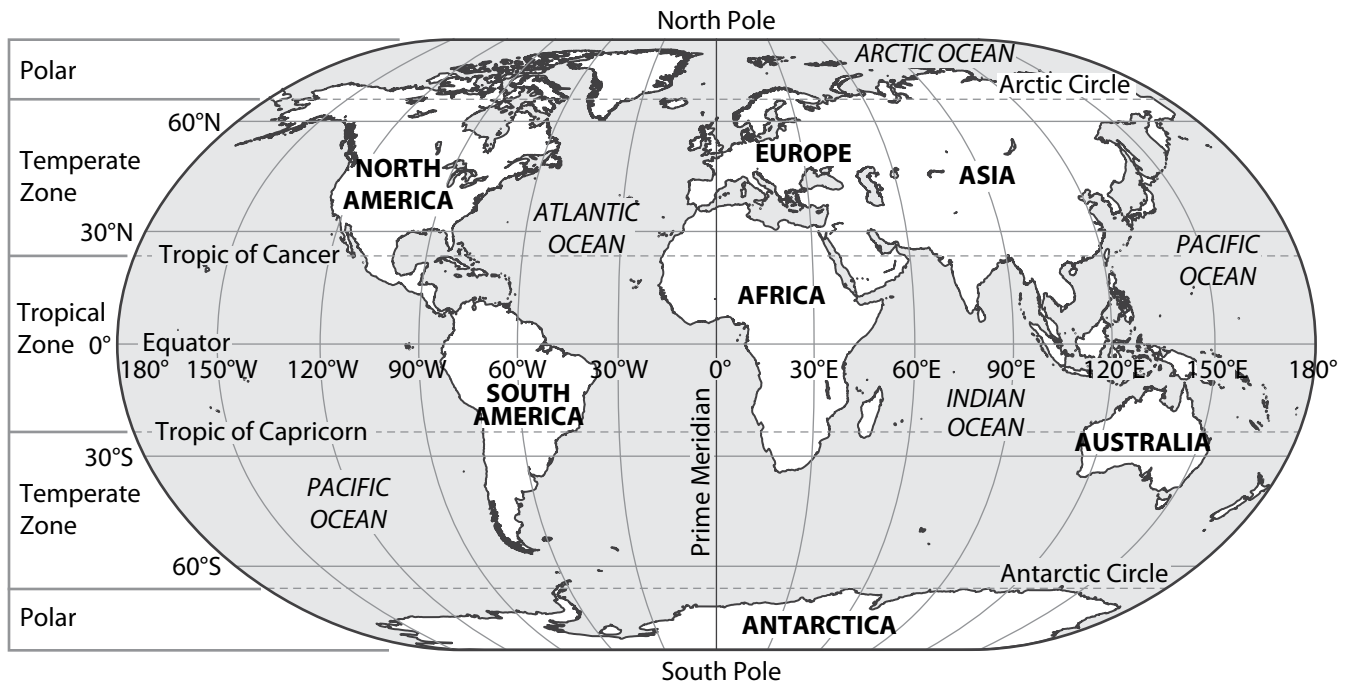 North Pole
ARCTIC OCEAN
Polar
Arctic Circle
60°N
Temperate
Zone
NORTH
AMERICA
EUROPE
ASIA
ATLANTIC
OCEAN
30°N
Tropic of Cancer
PACIFIC
OCEAN
AFRICA
Tropical
Zone 0°
Equator
180° 150°W 120°W 90°W 60°W 30°W 0° 30°E 60°E 90°E 120°E 150°E 180°
SOUTH
AMERICA
INDIAN
OCEAN
Prime Meridian
Tropic of Capricorn
AUSTRALIA
30°S
Temperate
Zone
PACIFIC
OCEAN
60°S
Antarctic Circle
Polar
ANTARCTICA
South Pole